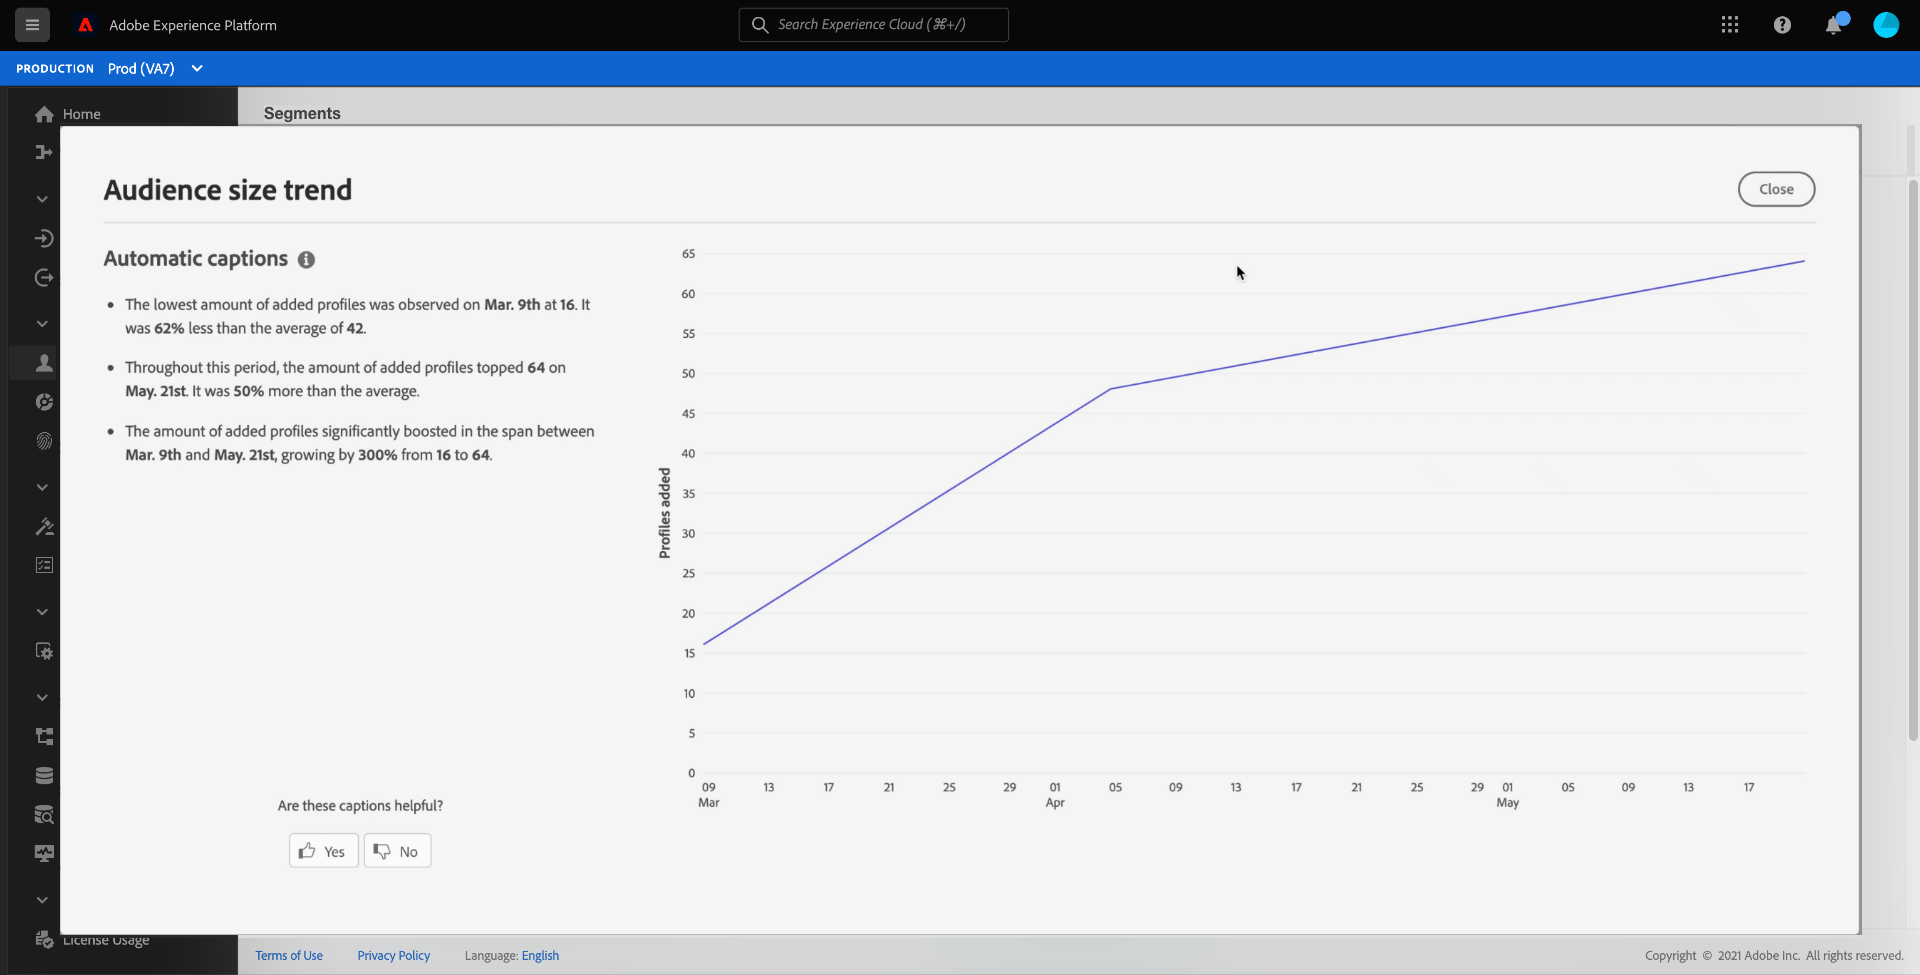 Adobe Experience Platform
Search Experience Cloud (⌘+/)
PRODUCTION Prod (VA7)
Home
Segments
Audience size trend
Close
Automatic captions
• The lowest amount of added profiles was observed on Mar. 9th at 16. It
was 62% less than the average of 42.
• Throughout this period, the amount of added profiles topped 64 on
May. 21st. It was 50% more than the average.
• The amount of added profiles significantly boosted in the span between
Mar. 9th and May. 21st, growing by 300% from 16 to 64.
Are these captions helpful?
Yes
No
Profiles added
65
60
55
50
45
40
35
30
25
20
15
10
5
0
09 13 17 21 25 29 01 05 09 13 17 21 25 29 01 05 09 13 17
Mar Apr May
License Usage
Terms of Use Privacy Policy Language: English
Copyright © 2021 Adobe Inc. All rights reserved.